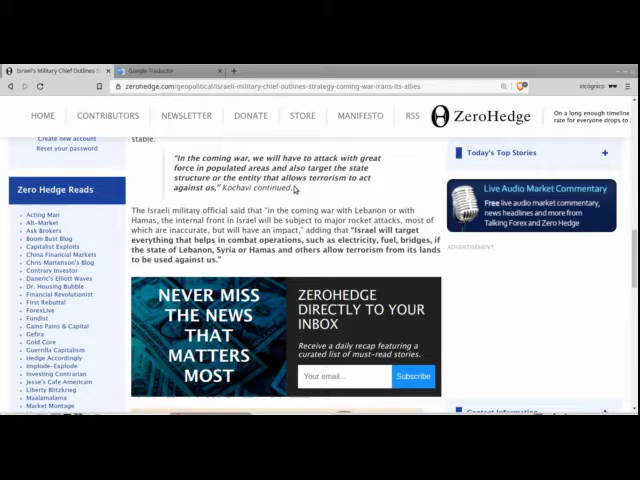 Israel's Military Chief Outlines S
Google Traductor
zerohedge.com/geopolitical/israeli-military-chief-outlines-strategy-coming-war-irans-its-allies
incógnico
HOME
CONTRIBUTORS
NEWSLETTER
DONATE
STORE
MANIFESTO
RSS
ZeroHedge
On a long enough timeline
rate for everyone drops to
Create new account
Reset your password
Zero Hedge Reads
Acting Man
Alt-Market
Ask Brokers
Boom Bust Blog
Capitalist Exploits
China Financial Markets
Chris Martenson's Blog
Contrary Investor
Daneric's Elliott Waves
Dr. Housing Bubble
Financial Revolutionist
First Rebuttal
ForexLive
Fundist
Gains Pains & Capital
Gefira
Gold Core
Guerrilla Capitalism
Hedge Accordingly
Implode-Explode
Investing Contrarian
Jesse's Cafe Americain
Liberty Blitzkrieg
Maalamalama
Market Montage
stable.
"In the coming war, we will have to attack with great
force in populated areas and also target the state
structure or the entity that allows terrorism to act
against us," Kochavi continued.
The Israeli military official said that "in the coming war with Lebanon or with
Hamas, the internal front in Israel will be subject to major rocket attacks, most of
which are inaccurate, but will have an impact," adding that "Israel will target
everything that helps in combat operations, such as electricity, fuel, bridges, if
the state of Lebanon, Syria or Hamas and others allow terrorism from its lands
to be used against us."
NEVER MISS
THE NEWS
THAT
MATTERS
MOST
ZEROHEDGE
DIRECTLY TO YOUR
INBOX
Receive a daily recap featuring a
curated list of must-read stories.
Your email...
Subscribe
Today's Top Stories
Live Audio Market Commentary
Free live audio market commentary,
news headlines and more from
Talking Forex and Zero Hedge
ADVERTISEMENT
Contact Information